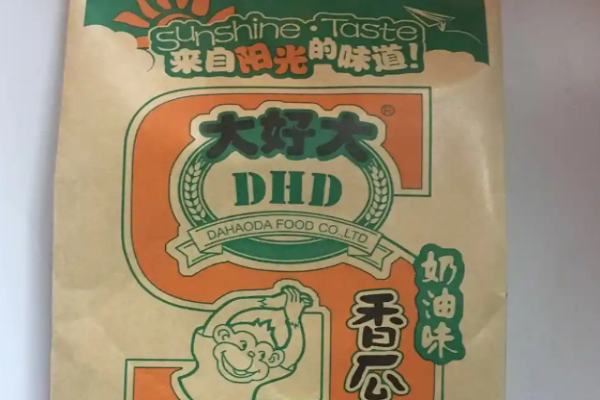 Sunshine · Taste
来自阳光的味道!
大好大
®
DHD
DAHAODA FOOD CO.,LTD
奶油味
香瓜